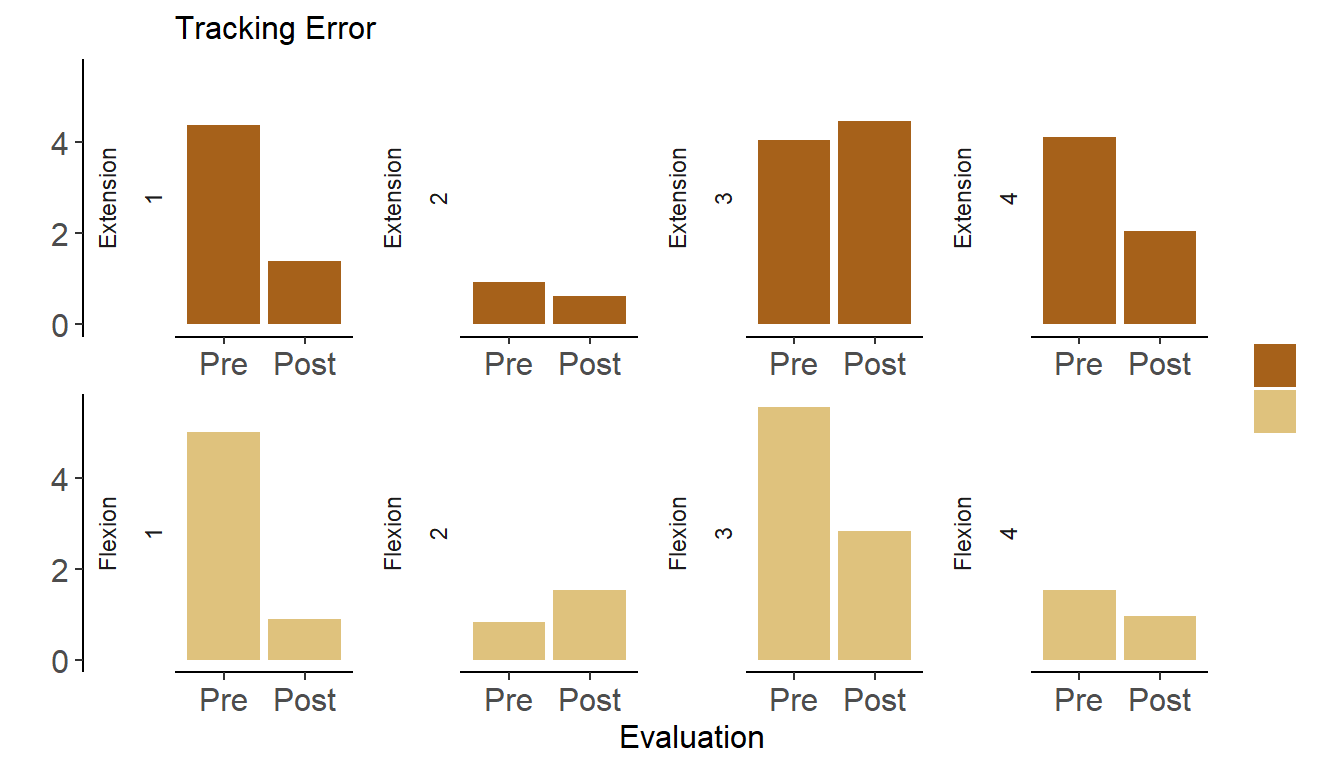 Tracking Error
4
2
0
Extension
1
Extension
2
Extension
3
Extension
4
Pre Post
Pre Post
Pre Post
Pre Post
4
2
0
Flexion
1
Flexion
2
Flexion
3
Flexion
4
Pre Post
Pre Post
Pre Post
Pre Post
Evaluation